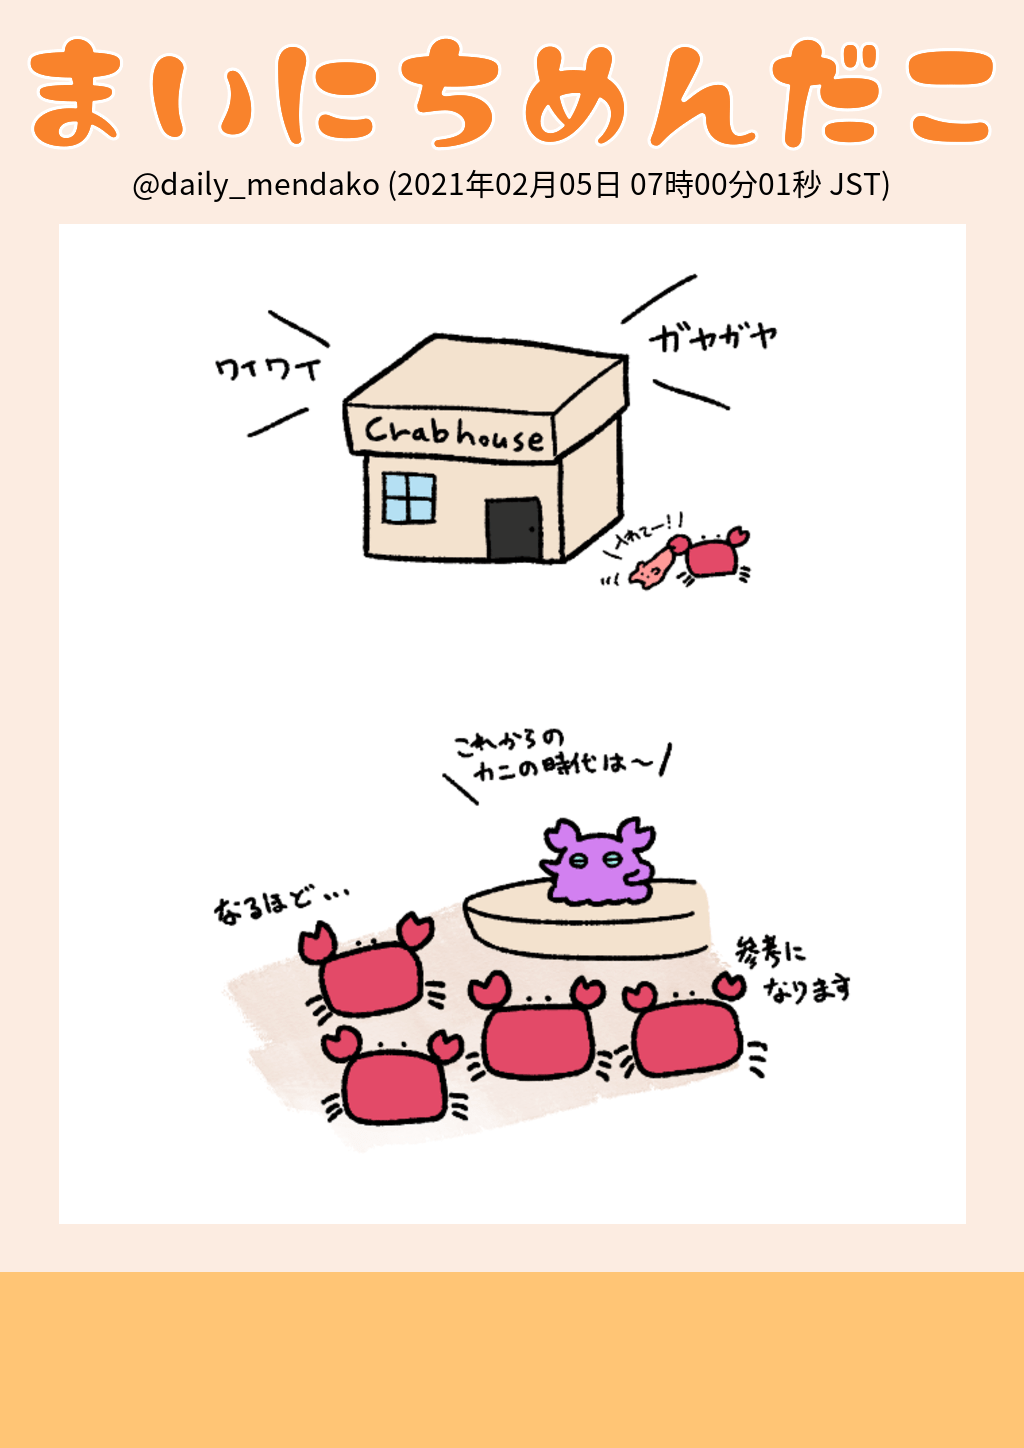 まいにちめんだこ
@daily_mendako (2021年02月05日 07時00分01秒 JST)
ワイワイ
ガヤガヤ
Crabhouse
入れてー!!
これからの
カニの時代は〜
なるほど…
参考に
なります